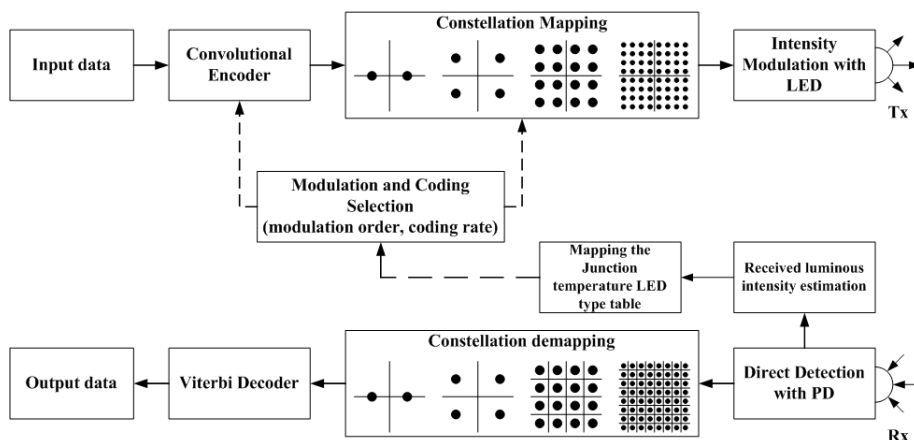 Constellation Mapping
Input data
Convolutional
Encoder
Intensity
Modulation with
LED
Tx
Modulation and Coding
Selection
(modulation order, coding rate)
Mapping the
Junction
temperature LED
type table
Received luminous
intensity estimation
Constellation demapping
Output data
Viterbi Decoder
Direct Detection
with PD
Rx